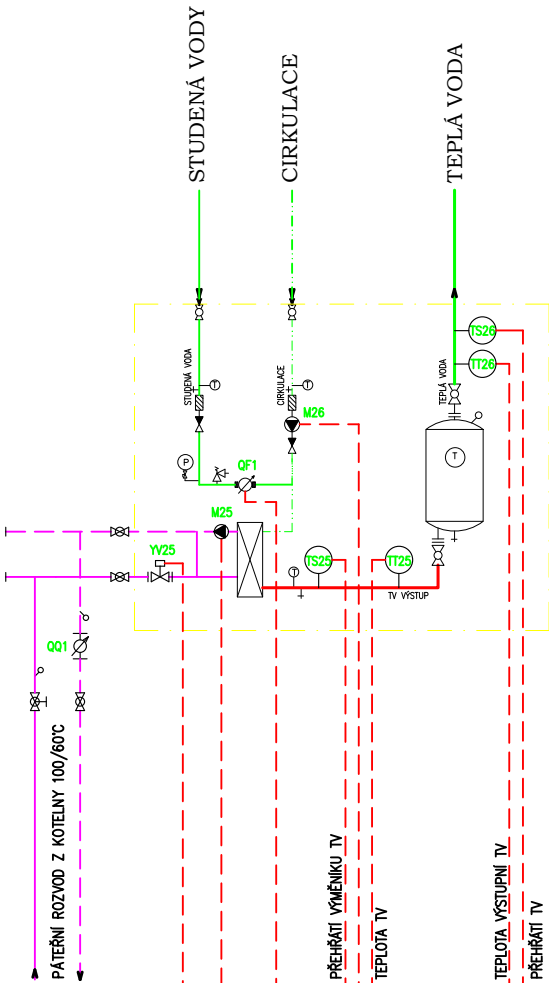 STUDENÁ VODY
CIRKULACE
TEPLÁ VODA
STUDENÁ VODA
T
CIRKULACE
T
M26
TS26
TT26
TEPLÁ VODA
P
QF1
T
M25
YV25
T
TS25
TT25
TV VÝSTUP
QQ1
PÁTEŘNÍ ROZVOD Z KOTELNY 100/60°C
PŘEHŘÁTÍ VÝMĚNÍKU TV
TEPLOTA TV
TEPLOTA VÝSTUPNÍ TV
PŘEHŘÁTÍ TV